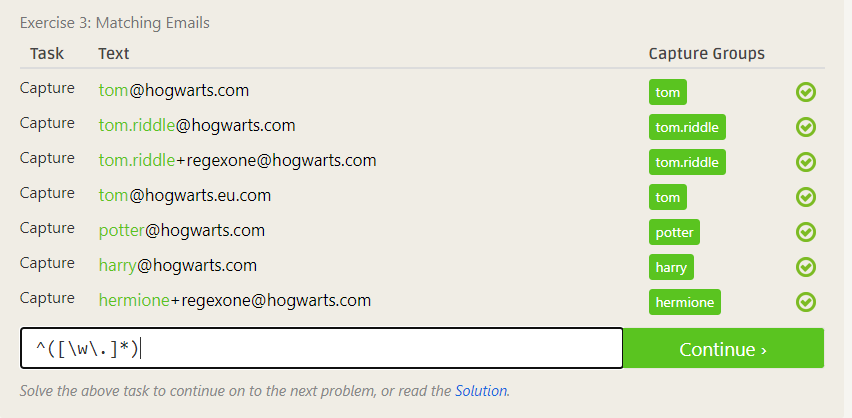 Exercise 3: Matching Emails
Task Text Capture Groups
Capture tom@hogwarts.com tom
Capture tom.riddle@hogwarts.com tom.riddle
Capture tom.riddle+regexone@hogwarts.com tom.riddle
Capture tom@hogwarts.eu.com tom
Capture potter@hogwarts.com potter
Capture harry@hogwarts.com harry
Capture hermione+regexone@hogwarts.com hermione
^([\w\.]*) Continue ›
Solve the above task to continue on to the next problem, or read the Solution.